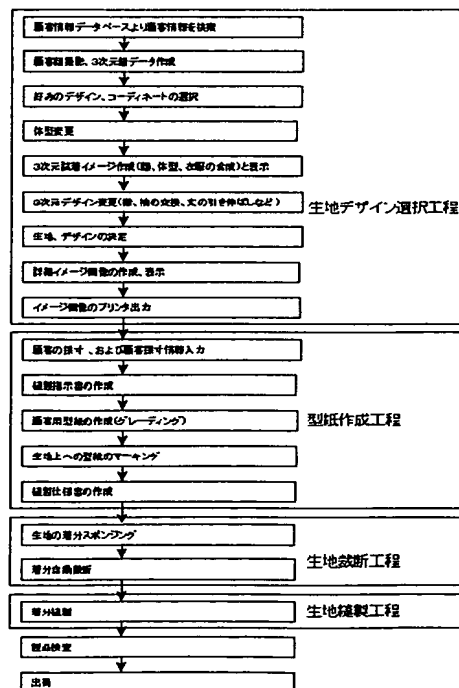 顧客情報データベースより顧客情報を検索
顧客顔撮影、3次元顔データ作成
好みのデザイン、コーディネートの選択
体型変更
3次元試着イメージ作成(顔、体型、衣服の合成)と表示
3次元デザイン変更(襟、袖の交換、丈の引き伸ばしなど)
生地デザイン選択工程
生地、デザインの決定
詳細イメージ画像の作成、表示
イメージ画像のプリンタ出力
顧客の採寸、および顧客採寸情報入力
縫製指示書の作成
顧客用型紙の作成(グレーディング)
型紙作成工程
生地上への型紙のマーキング
縫製仕様書の作成
生地の着分スポンジング
生地裁断工程
着分自動裁断
着分縫製
生地縫製工程
製品検査
出荷